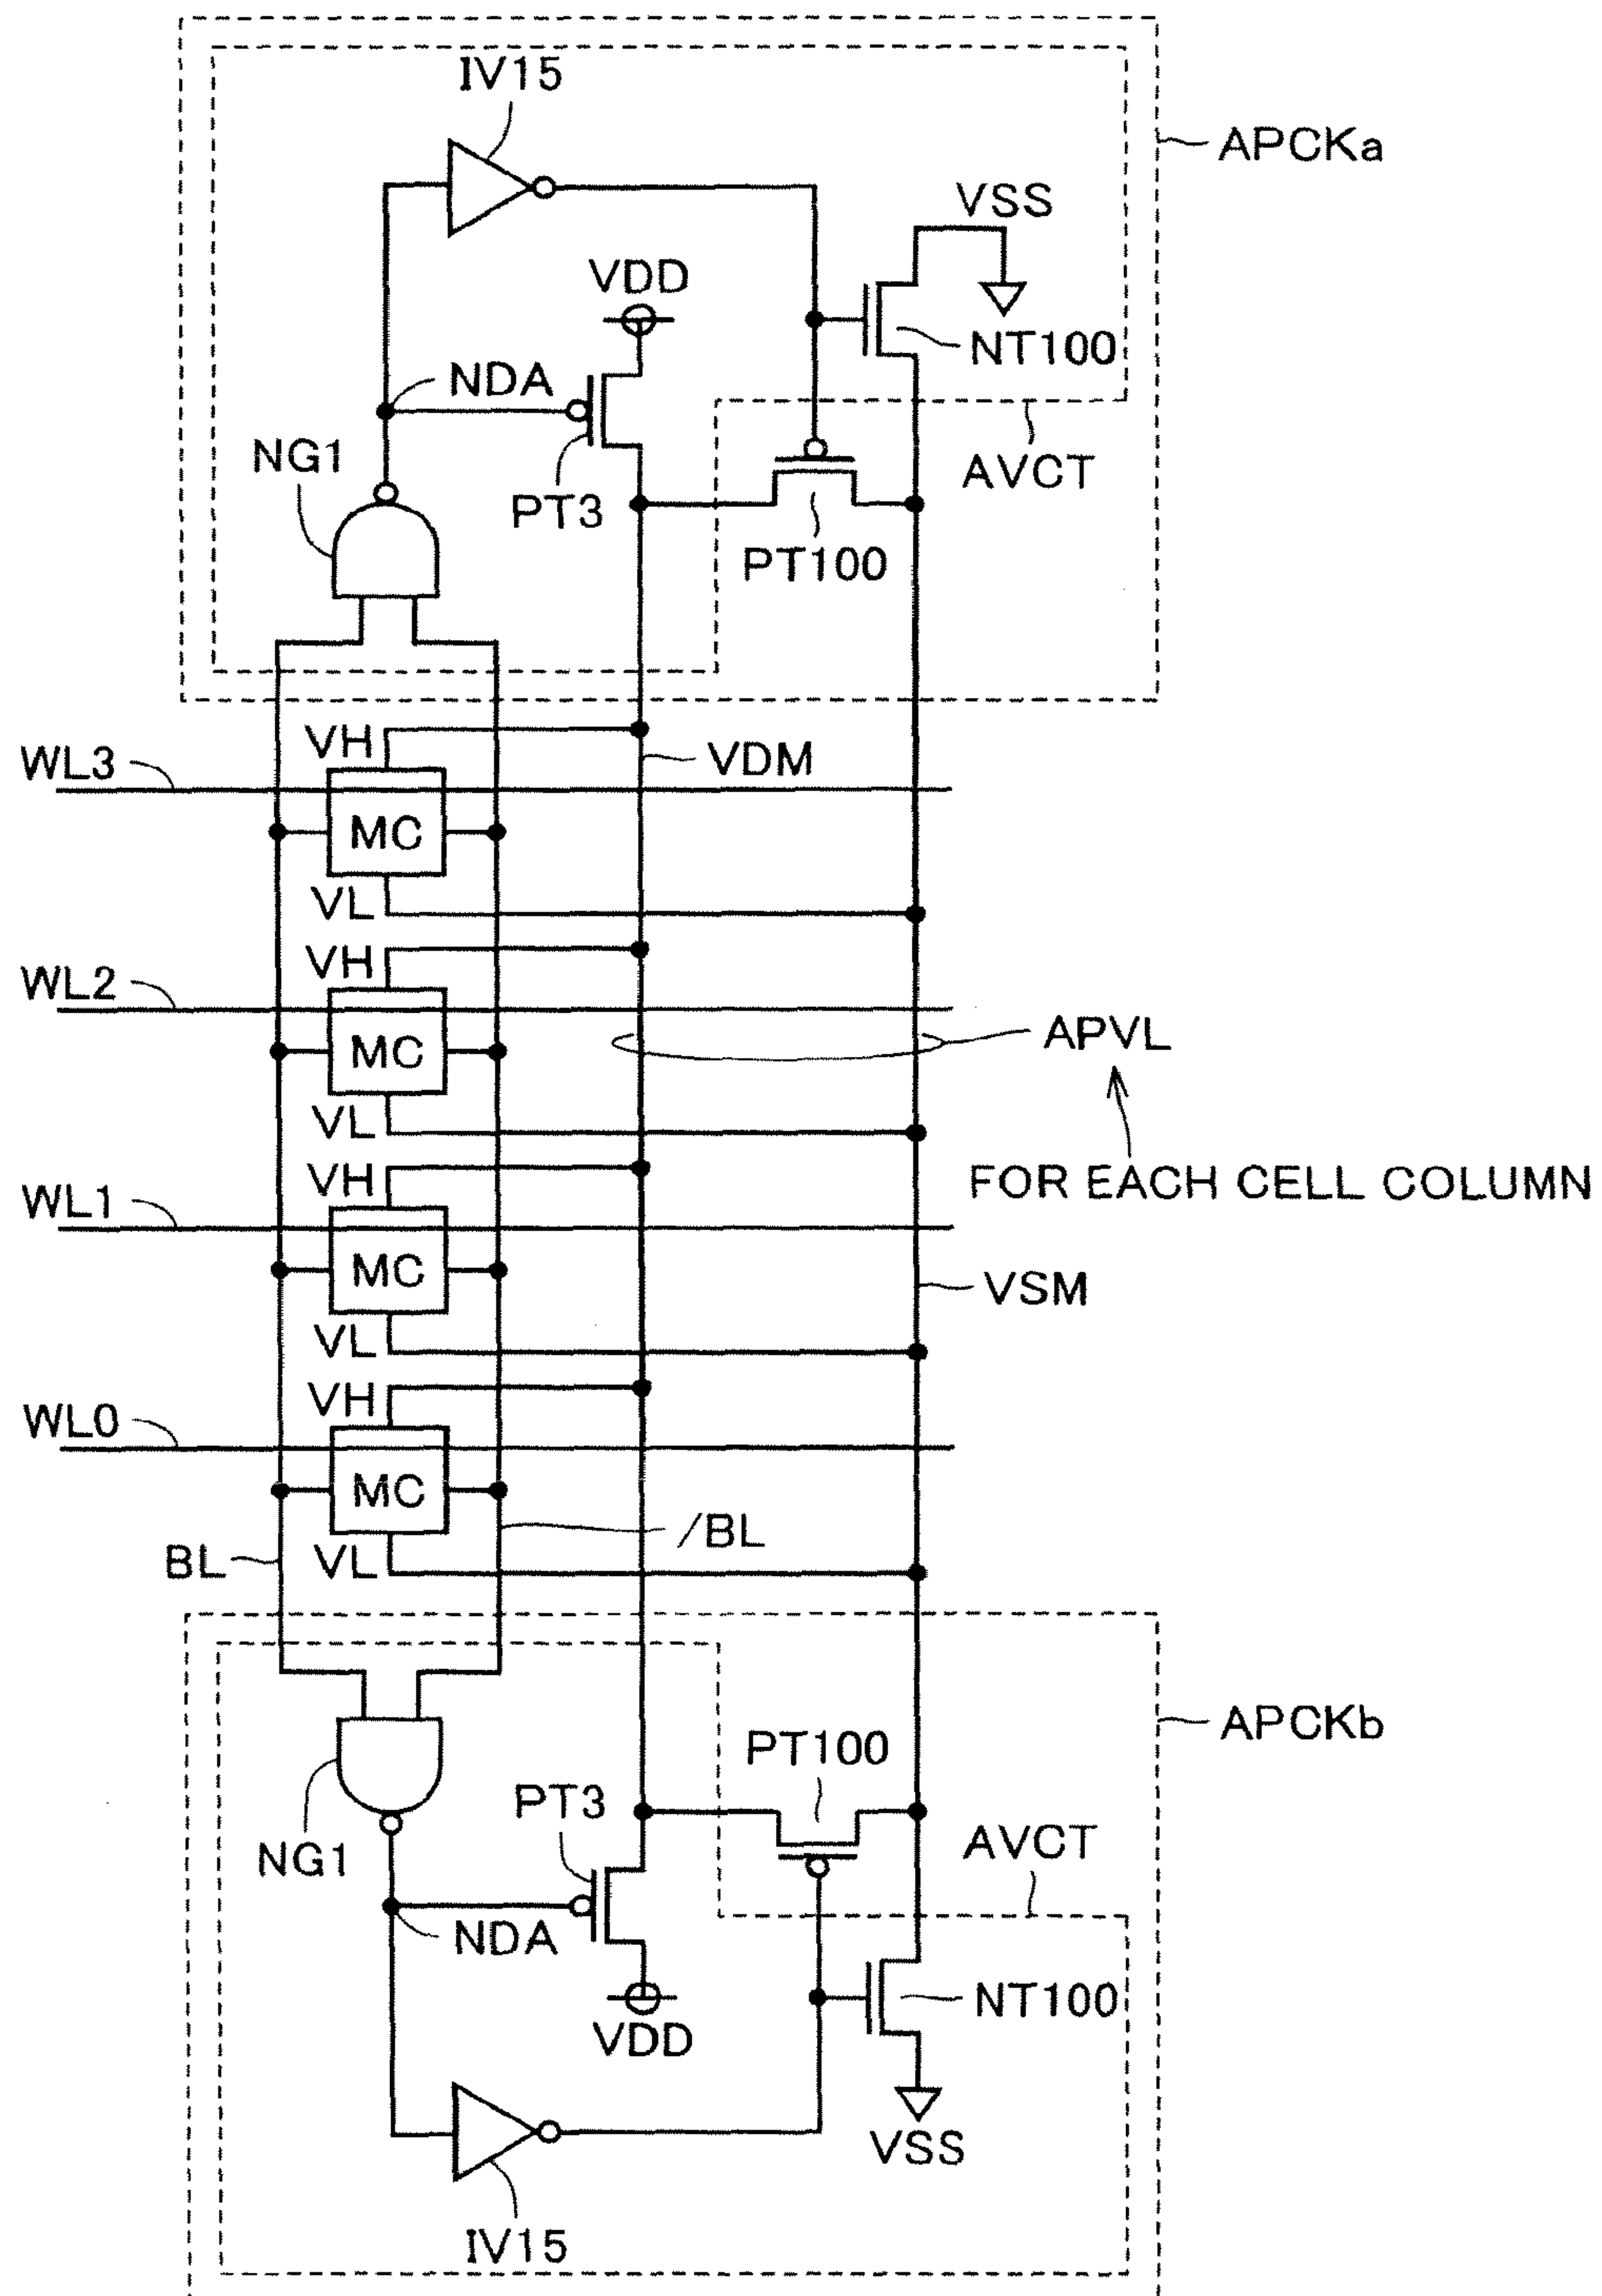 IV15
APCKa
VSS
VDD
NT100
NDA
NG1
AVCT
PT3
PT100
VH
WL3
VDM
MC
VL
VH
WL2
MC
APVL
VL
VH
FOR EACH CELL COLUMN
WL1
MC
VSM
VL
VH
WL0
MC
/BL
BL
VL
APCKb
PT100
PT3
AVCT
NG1
NDA
NT100
VDD
VSS
IV15